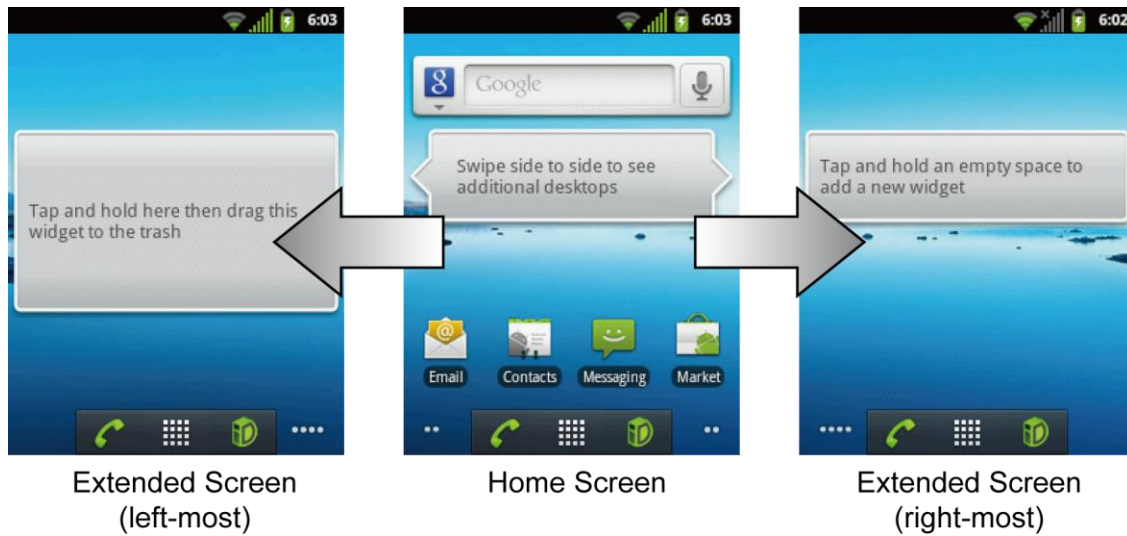 6:03
Tap and hold here then drag this
widget to the trash
Extended Screen
(left-most)
6:03
8
Google
Swipe side to side to see
additional desktops
@
Email
Contacts
Messaging
Market
Home Screen
6:02
Tap and hold an empty space to
add a new widget
Extended Screen
(right-most)